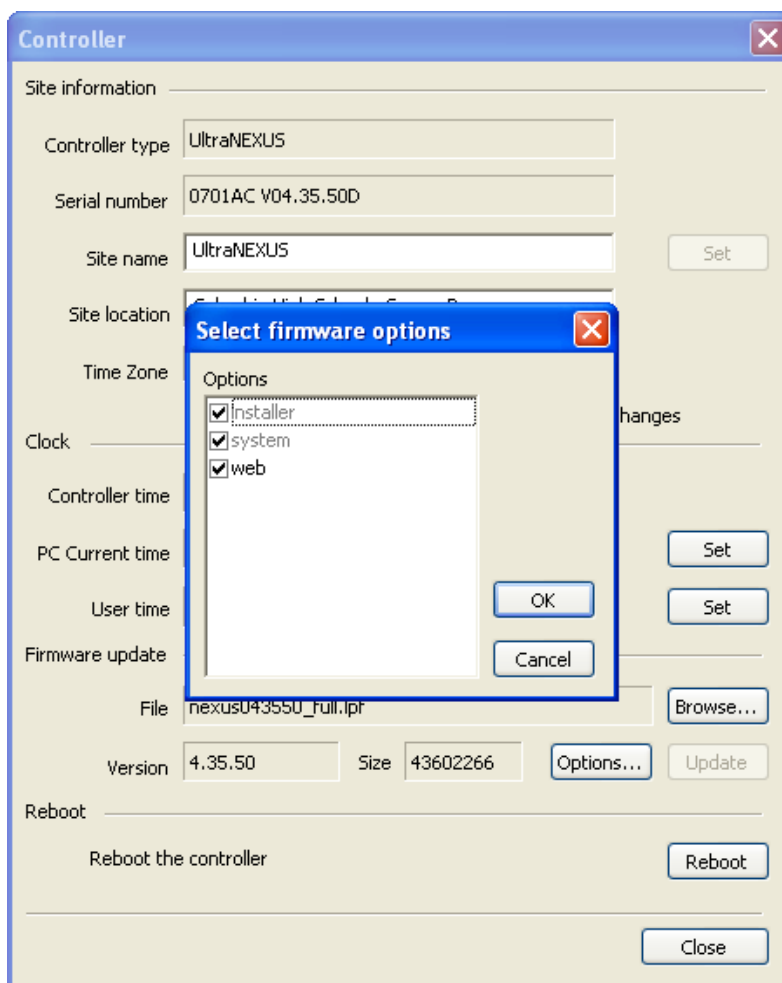 Controller
Site information
Controller type UltraNEXUS
Serial number 0701AC V04.35.50D
Site name UltraNEXUS Set
Site location
Select firmware options
Time Zone
Options
installer
hanges
system
Clock
web
Controller time
PC Current time Set
OK
User time Set
Firmware update
Cancel
File nexus043550_full.lpf Browse...
Version 4.35.50 Size 43602266 Options... Update
Reboot
Reboot the controller Reboot
Close